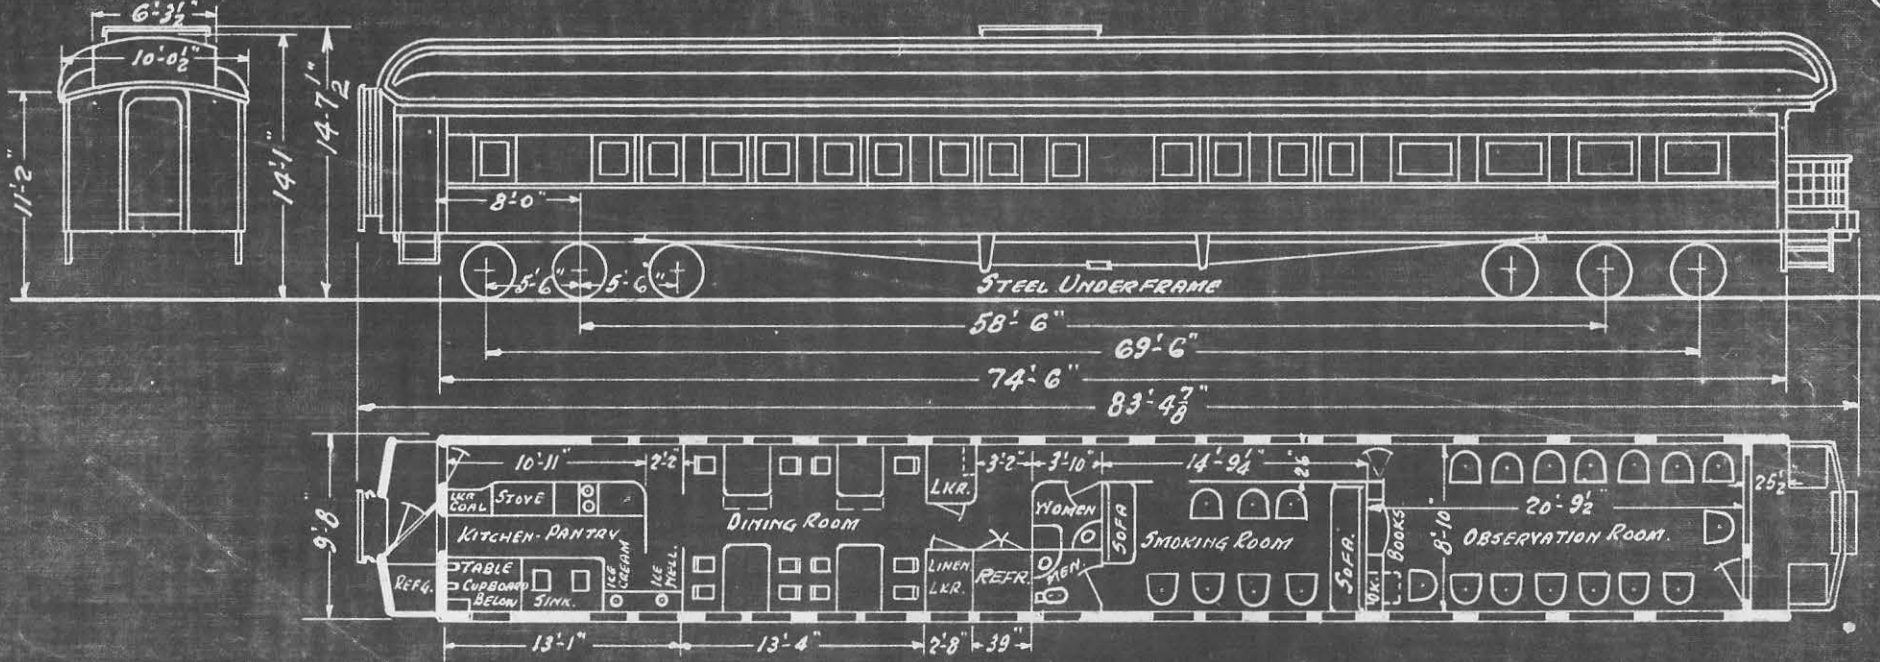 6'-3½"
10'-0½"
11'-2"
14'-1"
14'-7½"
8'-0"
5'-6" 5'-6"
STEEL UNDERFRAME
58'-6"
69'-6"
74'-6"
83'-4⅞"
9'-8"
10'-11" 2'-2" 3'-2" 3'-10" 14'-9¼" 26"
LKR. COAL STOVE
KITCHEN-PANTRY
REFG.
TABLE
CUPBOARD
BELOW
SINK.
ICE CREAM
ICE WELL.
DINING ROOM
LKR.
LINEN LKR.
REFR.
WOMEN
MEN.
SOFA
SMOKING ROOM
SOFA.
BOOKS
8'-10"
20'-9½"
OBSERVATION ROOM.
25½"
13'-1" 13'-4" 2'-8" 39"